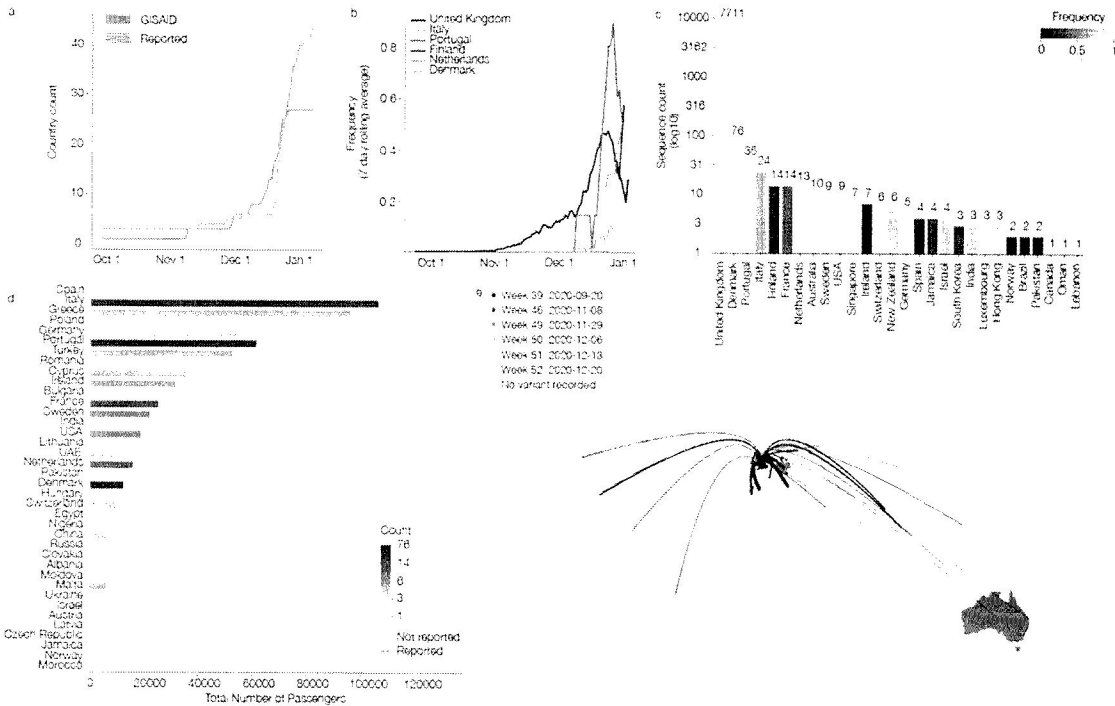 a
GISAID
Reported
Country count
40
30
20
10
0
Oct 1
Nov 1
Dec 1
Jan 1
b
United Kingdom
Italy
Portugal
Finland
Netherlands
Denmark
Frequency
(7 day rolling average)
0.8
0.6
0.4
0.2
Oct 1
Nov 1
Dec 1
Jan 1
c
Frequency
0 0.5 1
Sequence count
(log10)
10000
3162
1000
316
100
31
10
3
1
7711
76
36
24
14
14
13
10
9
9
7
7
6
6
5
4
4
4
3
3
3
3
2
2
2
1
1
1
United Kingdom
Denmark
Portugal
Italy
Finland
France
Netherlands
Australia
Sweden
USA
Singapore
Ireland
Switzerland
New Zealand
Germany
Spain
Jamaica
Israel
South Korea
India
Luxembourg
Hong Kong
Norway
Brazil
Pakistan
Canada
Oman
Lebanon
d
Spain
Italy
Greece
Poland
Germany
Portugal
Turkey
Romania
Cyprus
Ireland
Bulgaria
France
Sweden
India
USA
Lithuania
UAE
Netherlands
Pakistan
Denmark
Hungary
Switzerland
Egypt
Nigeria
China
Russia
Slovakia
Albania
Moldova
Malta
Ukraine
Israel
Austria
Latvia
Czech Republic
Jamaica
Norway
Morocco
0
20000
40000
60000
80000
100000
120000
Total Number of Passengers
Count
76
14
6
3
1
Not reported
Reported
e
Week 39: 2020-09-20
Week 46: 2020-11-08
Week 49: 2020-11-29
Week 50: 2020-12-06
Week 51: 2020-12-13
Week 52: 2020-12-20
No variant recorded
*